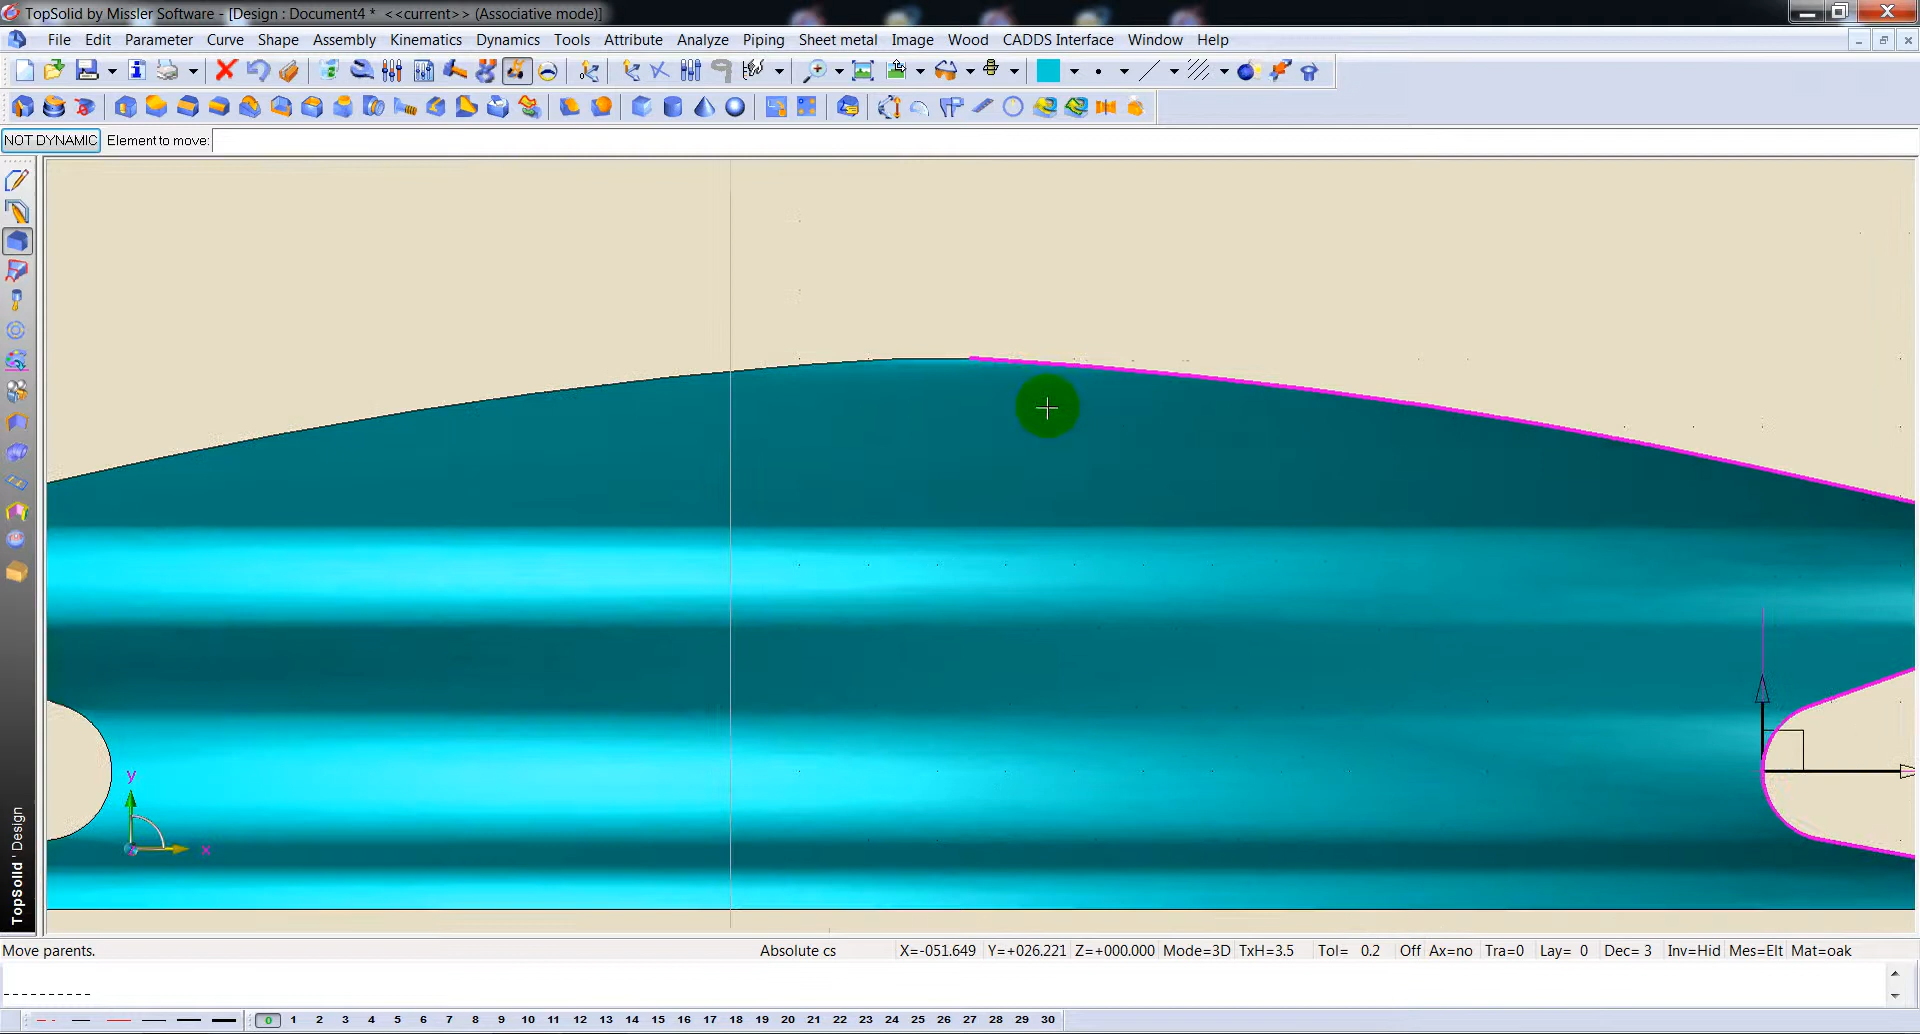 TopSolid by Missler Software - [Design : Document4 *  <<current>> (Associative mode)]
File Edit Parameter Curve Shape Assembly Kinematics Dynamics Tools Attribute Analyze Piping Sheet metal Image Wood CADDS Interface Window Help
NOT DYNAMIC Element to move:
y
x
TopSolid'Design
Move parents. Absolute cs X=-051.649 Y=+026.221 Z=+000.000 Mode=3D TxH=3.5 Tol= 0.2 Off Ax=no Tra=0 Lay= 0 Dec= 3 Inv=Hid Mes=Elt Mat=oak
----------
0 1 2 3 4 5 6 7 8 9 10 11 12 13 14 15 16 17 18 19 20 21 22 23 24 25 26 27 28 29 30